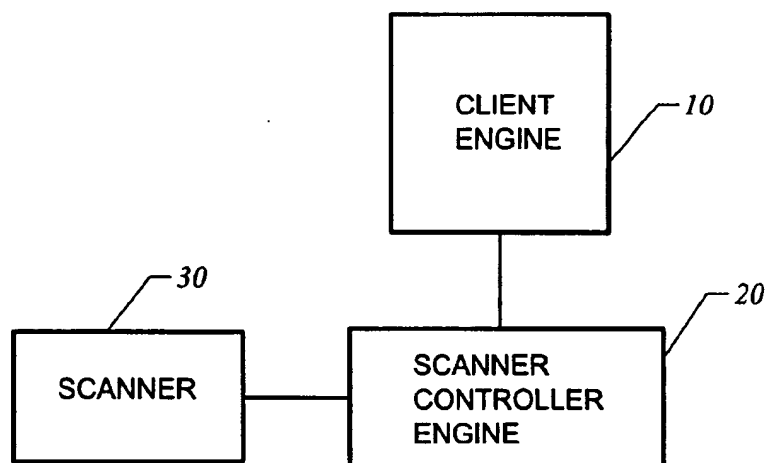 CLIENT
ENGINE
10
30
20
SCANNER
SCANNER
CONTROLLER
ENGINE